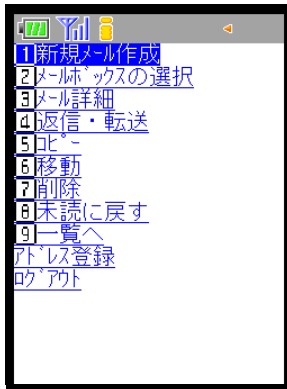 1新規メール作成
2メールボックスの選択
3メール詳細
4返信・転送
5コピー
6移動
7削除
8未読に戻す
9一覧へ
アドレス登録
ログアウト